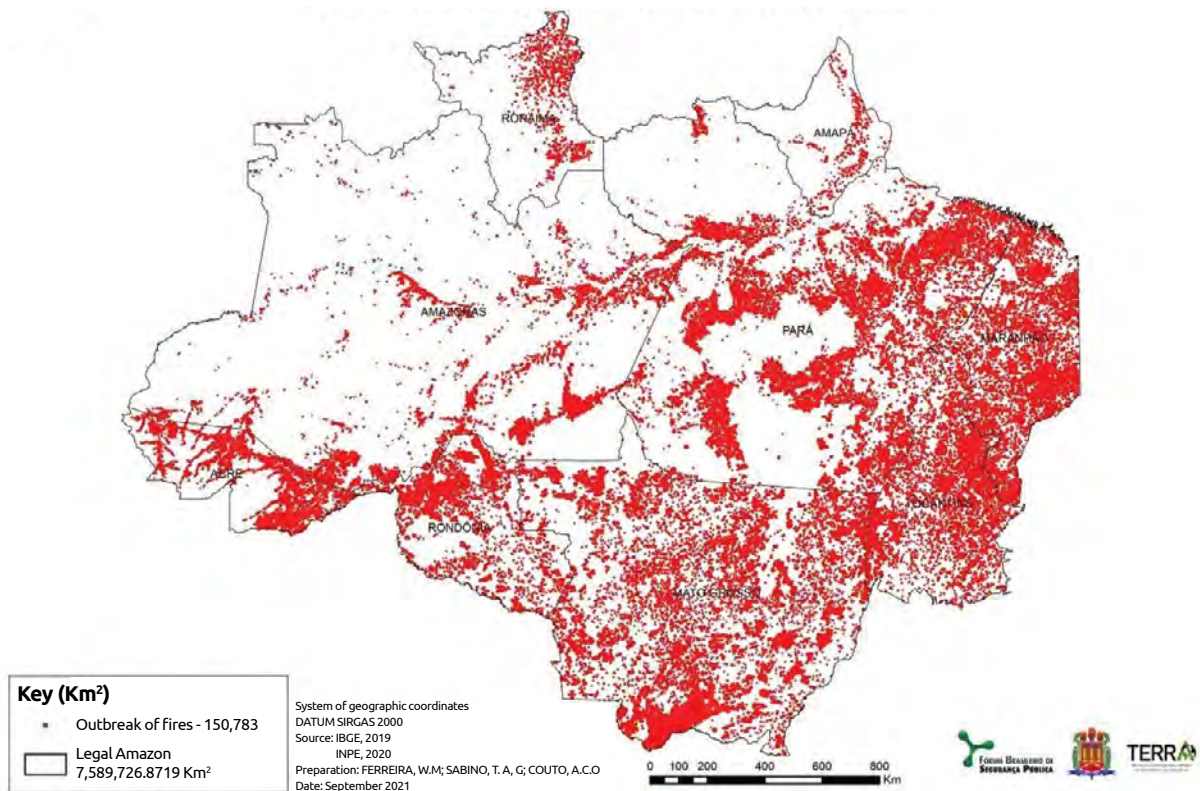 RORAIMA
AMAPÁ
AMAZONAS
PARÁ
MARANHÃO
ACRE
TOCANTINS
RONDÔNIA
MATO GROSSO
Key (Km²)
Outbreak of fires - 150,783
Legal Amazon
7,589,726.8719 Km²
System of geographic coordinates
DATUM SIRGAS 2000
Source: IBGE, 2019
INPE, 2020
Preparation: FERREIRA, W.M; SABINO, T. A, G; COUTO, A.C.O
Date: September 2021
0 200 400 600 800
Km
FÓRUM BRASILEIRO DE
SEGURANÇA PÚBLICA
TERRA